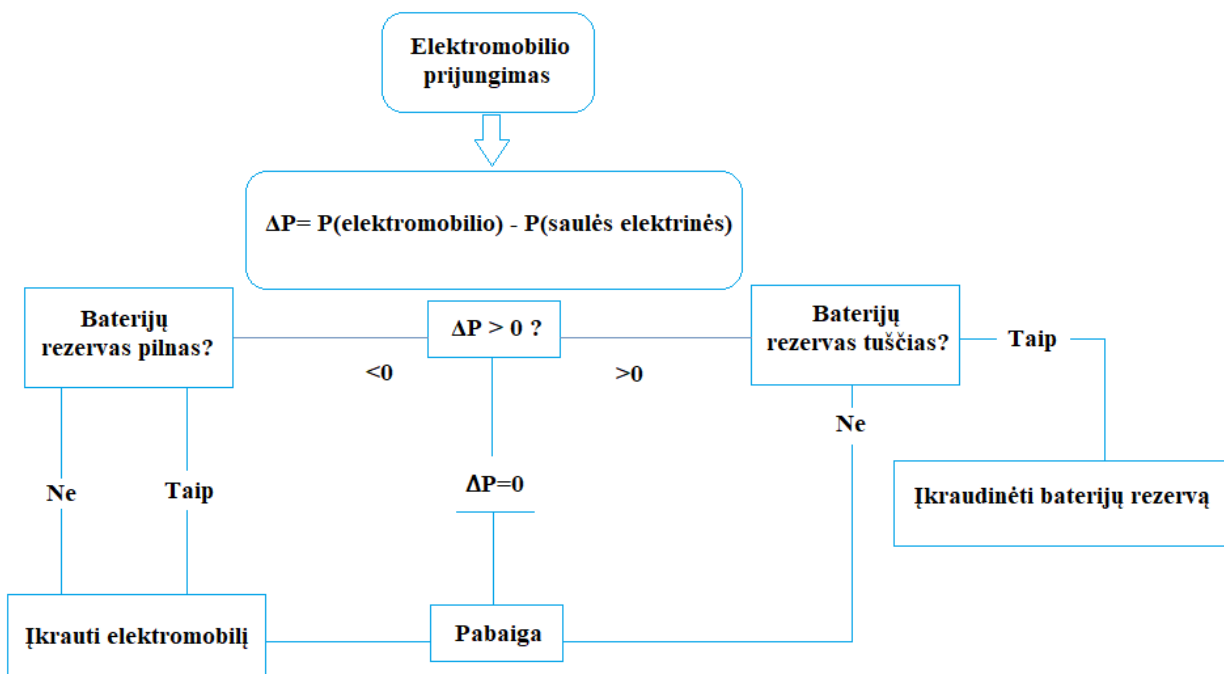 Elektromobilio
prijungimas
ΔP= P(elektromobilio) - P(saulės elektrinės)
Baterijų
rezervas pilnas?
ΔP > 0 ?
Baterijų
rezervas tuščias?
Taip
<0
>0
Ne
Ne
Taip
ΔP=0
Įkraudinėti baterijų rezervą
Įkrauti elektromobilį
Pabaiga